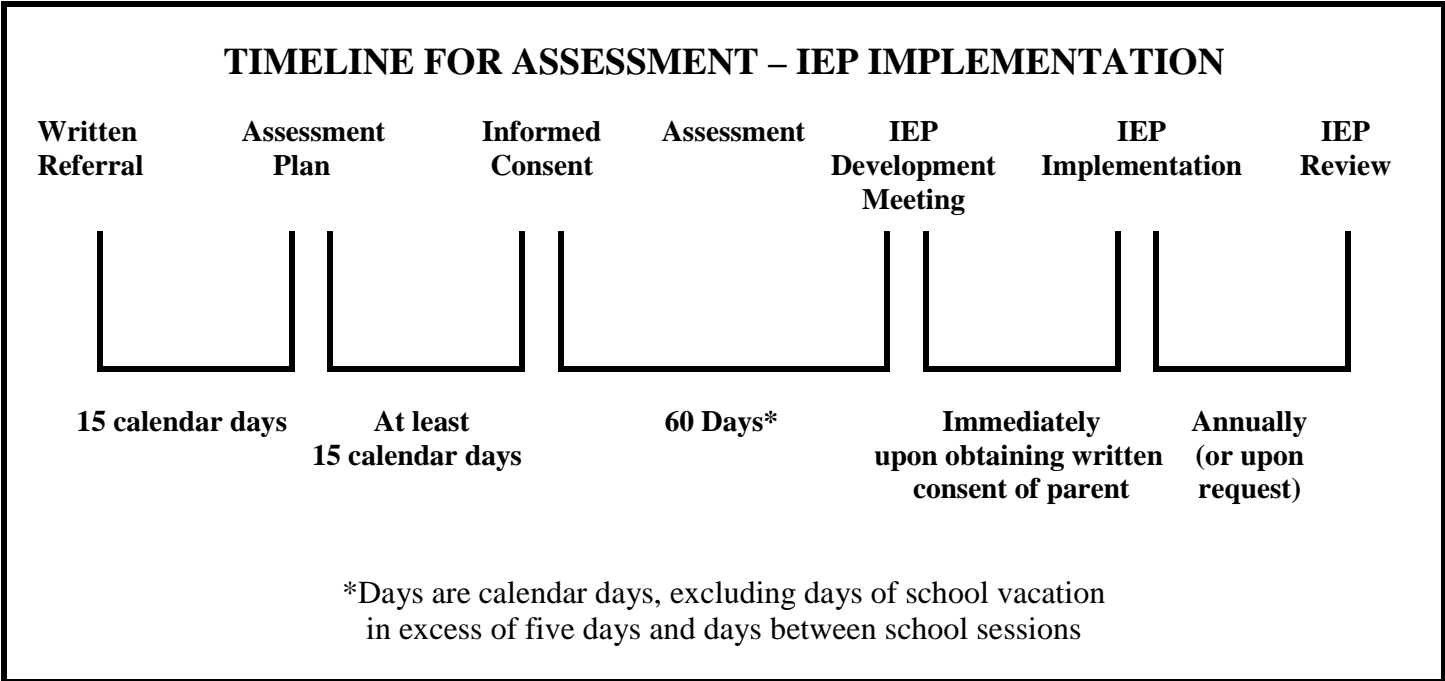 TIMELINE FOR ASSESSMENT – IEP IMPLEMENTATION
Written Referral
Assessment Plan
Informed Consent
Assessment
IEP Development Meeting
IEP Implementation
IEP Review
15 calendar days
At least
15 calendar days
60 Days*
Immediately
upon obtaining written
consent of parent
Annually
(or upon
request)
*Days are calendar days, excluding days of school vacation
in excess of five days and days between school sessions